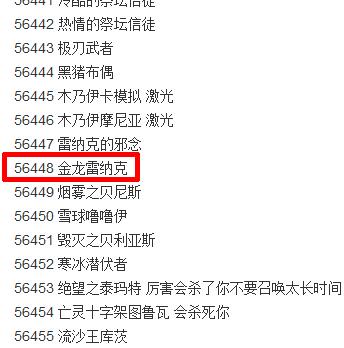 56441 冷酷的祭坛信徒
56442 热情的祭坛信徒
56443 极刃武者
56444 黑猪布偶
56445 木乃伊卡模拟 激光
56446 木乃伊摩尼亚 激光
56447 雷纳克的邪念
56448 金龙雷纳克
56449 烟雾之贝尼斯
56450 雪球噜噜伊
56451 毁灭之贝利亚斯
56452 寒冰潜伏者
56453 绝望之泰玛特 厉害会杀了你不要召唤太长时间
56454 亡灵十字架图鲁瓦 会杀死你
56455 流沙王库茨